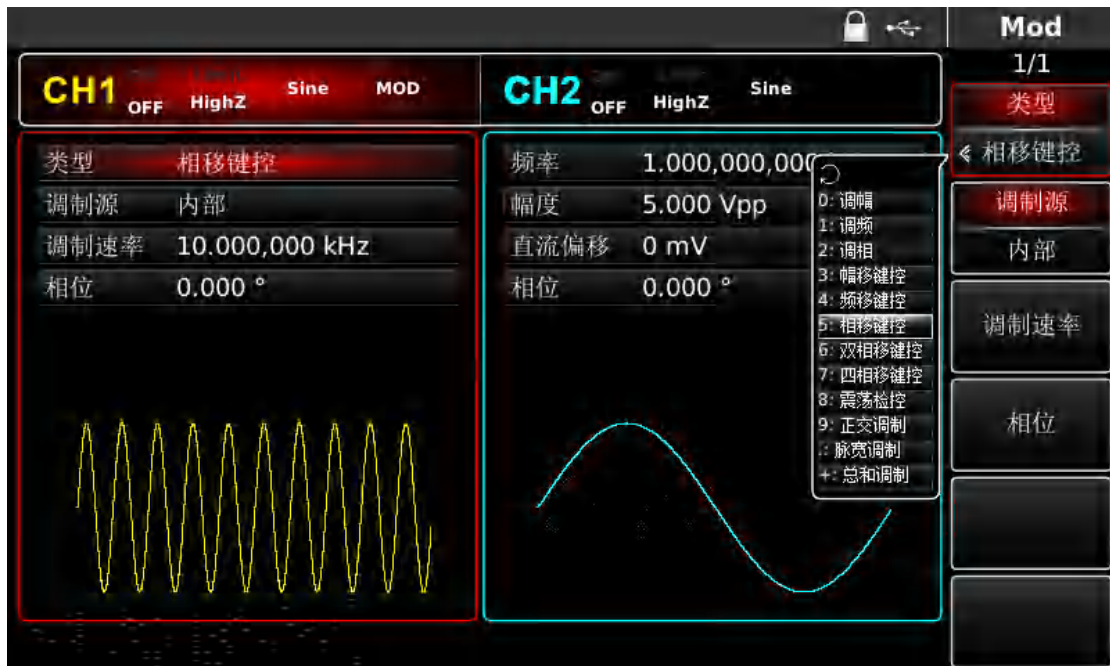 Mod
1/1
CH1 OFF HighZ Sine MOD
CH2 OFF HighZ Sine
类型
相移键控
类型 相移键控
调制源 内部
调制速率 10.000,000 kHz
相位 0.000 °
频率 1.000,000,000
幅度 5.000 Vpp
直流偏移 0 mV
相位 0.000 °
0: 调幅
1: 调频
2: 调相
3: 幅移键控
4: 频移键控
5: 相移键控
6: 双相移键控
7: 四相移键控
8: 震荡检控
9: 正交调制
.: 脉宽调制
+: 总和调制
调制源
内部
调制速率
相位